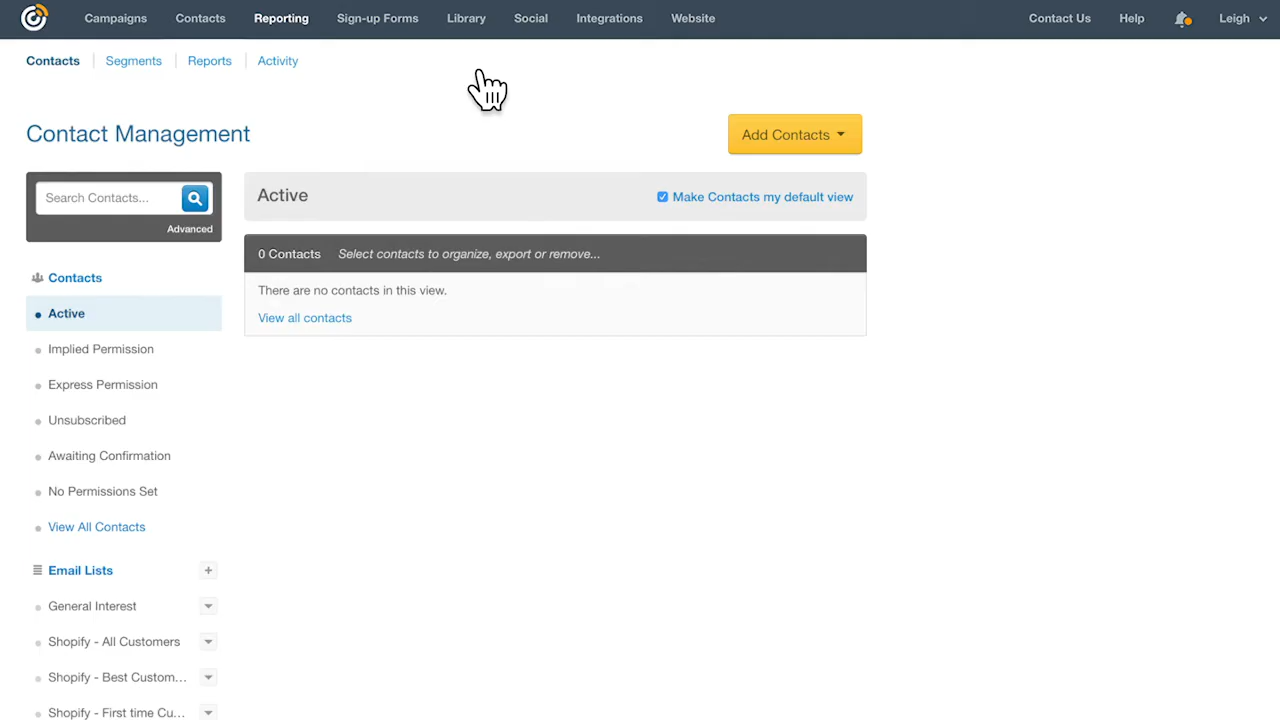 Campaigns Contacts Reporting Sign-up Forms Library Social Integrations Website Contact Us Help Leigh
Contacts Segments Reports Activity
Contact Management
Add Contacts
Search Contacts...
Advanced
Active
Make Contacts my default view
0 Contacts Select contacts to organize, export or remove...
There are no contacts in this view.
View all contacts
Contacts
Active
Implied Permission
Express Permission
Unsubscribed
Awaiting Confirmation
No Permissions Set
View All Contacts
Email Lists
General Interest
Shopify - All Customers
Shopify - Best Custom...
Shopify - First time Cu...